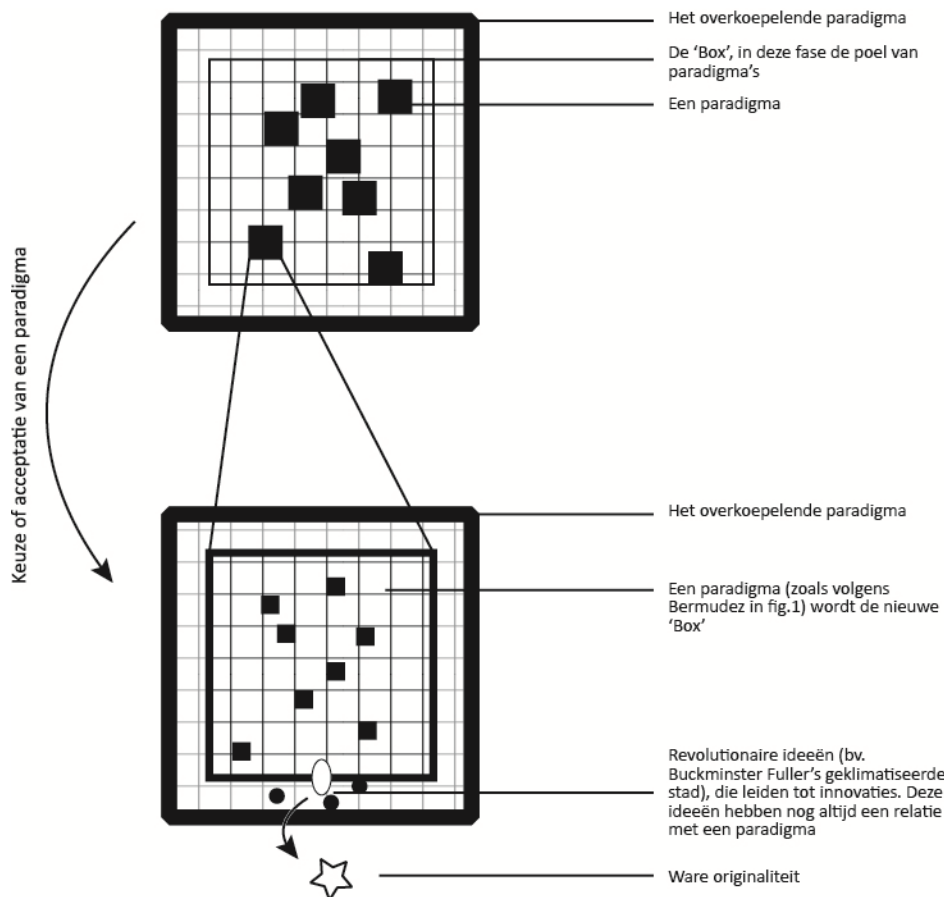 Het overkoepelende paradigma
De ‘Box’, in deze fase de poel van
paradigma’s
Een paradigma
Keuze of acceptatie van een paradigma
Het overkoepelende paradigma
Een paradigma (zoals volgens
Bermudez in fig.1) wordt de nieuwe
‘Box’
Revolutionaire ideeën (bv.
Buckminster Fuller’s geklimatiseerde
stad), die leiden tot innovaties. Deze
ideeën hebben nog altijd een relatie
met een paradigma
Ware originaliteit